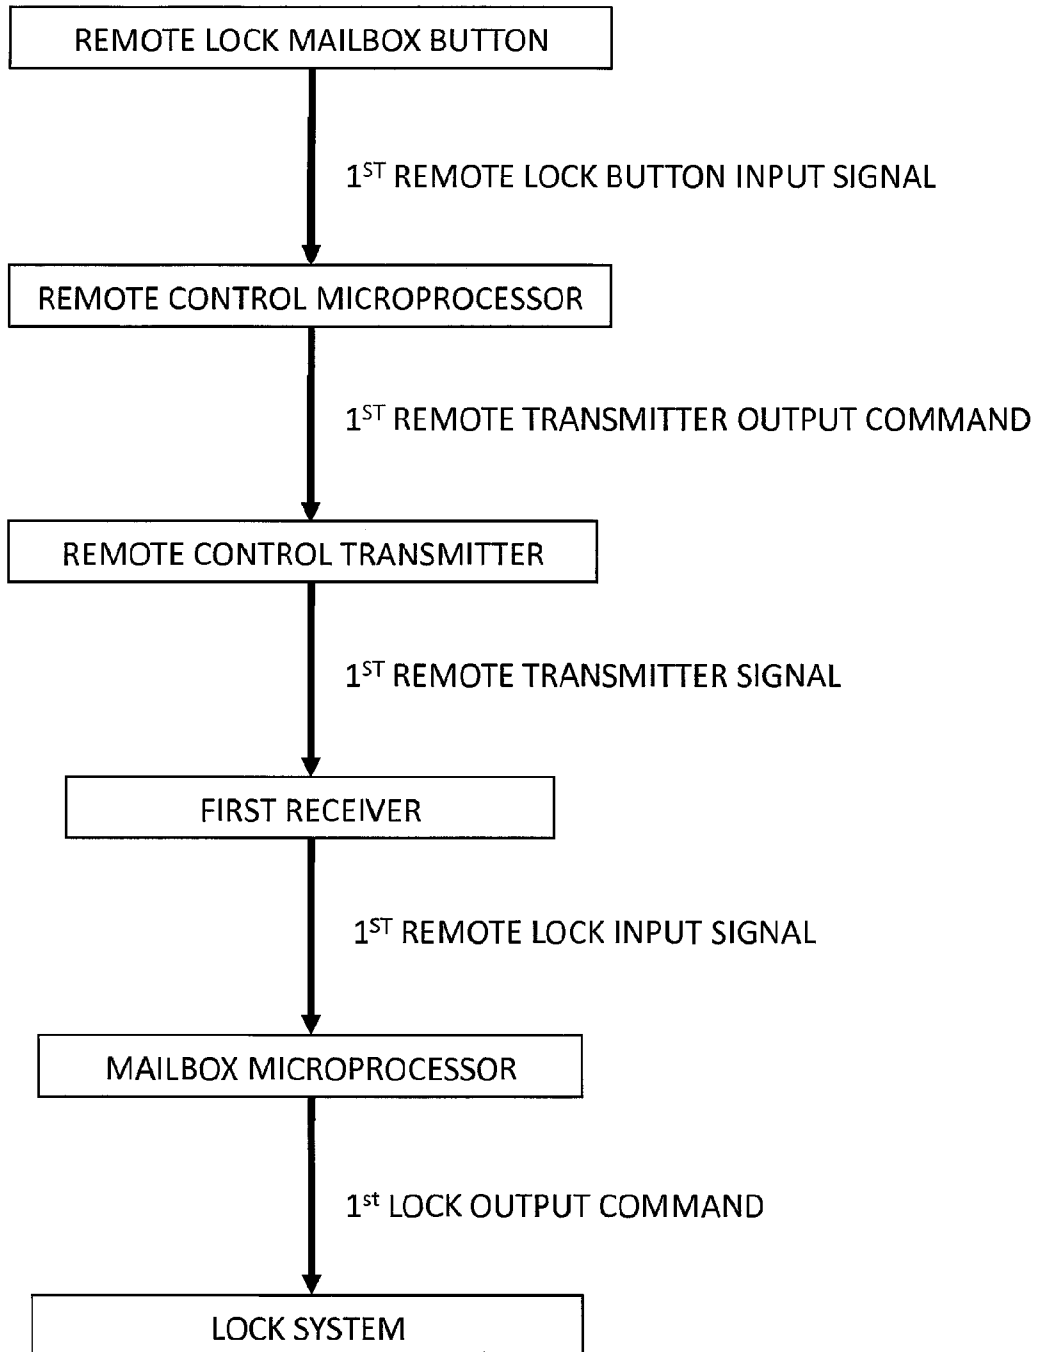 REMOTE LOCK MAILBOX BUTTON
1ST REMOTE LOCK BUTTON INPUT SIGNAL
REMOTE CONTROL MICROPROCESSOR
1ST REMOTE TRANSMITTER OUTPUT COMMAND
REMOTE CONTROL TRANSMITTER
1ST REMOTE TRANSMITTER SIGNAL
FIRST RECEIVER
1ST REMOTE LOCK INPUT SIGNAL
MAILBOX MICROPROCESSOR
1st LOCK OUTPUT COMMAND
LOCK SYSTEM